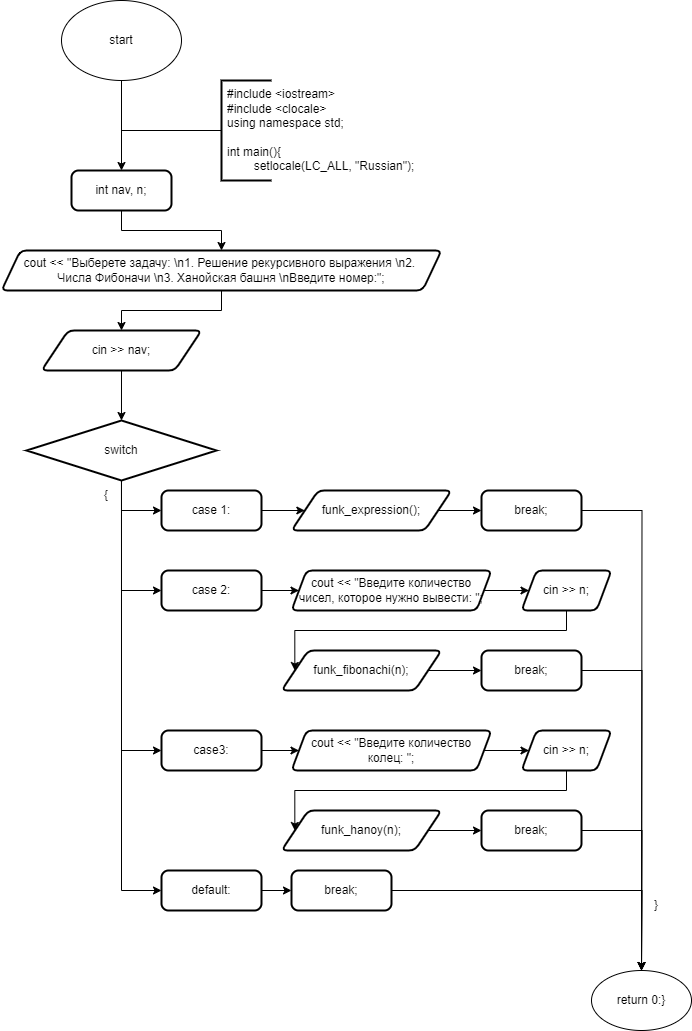 start
#include <iostream>
#include <clocale>
using namespace std;
int main(){
setlocale(LC_ALL, "Russian");
int nav, n;
cout << "Выберете задачу: \n1. Решение рекурсивного выражения \n2.
Числа Фибоначи \n3. Ханойская башня \nВведите номер:";
cin >> nav;
switch
{
case 1:
funk_expression();
break;
case 2:
cout << "Введите количество
чисел, которое нужно вывести: ";
cin >> n;
funk_fibonachi(n);
break;
case3:
cout << "Введите количество
колец: ";
cin >> n;
funk_hanoy(n);
break;
default:
break;
}
return 0:}